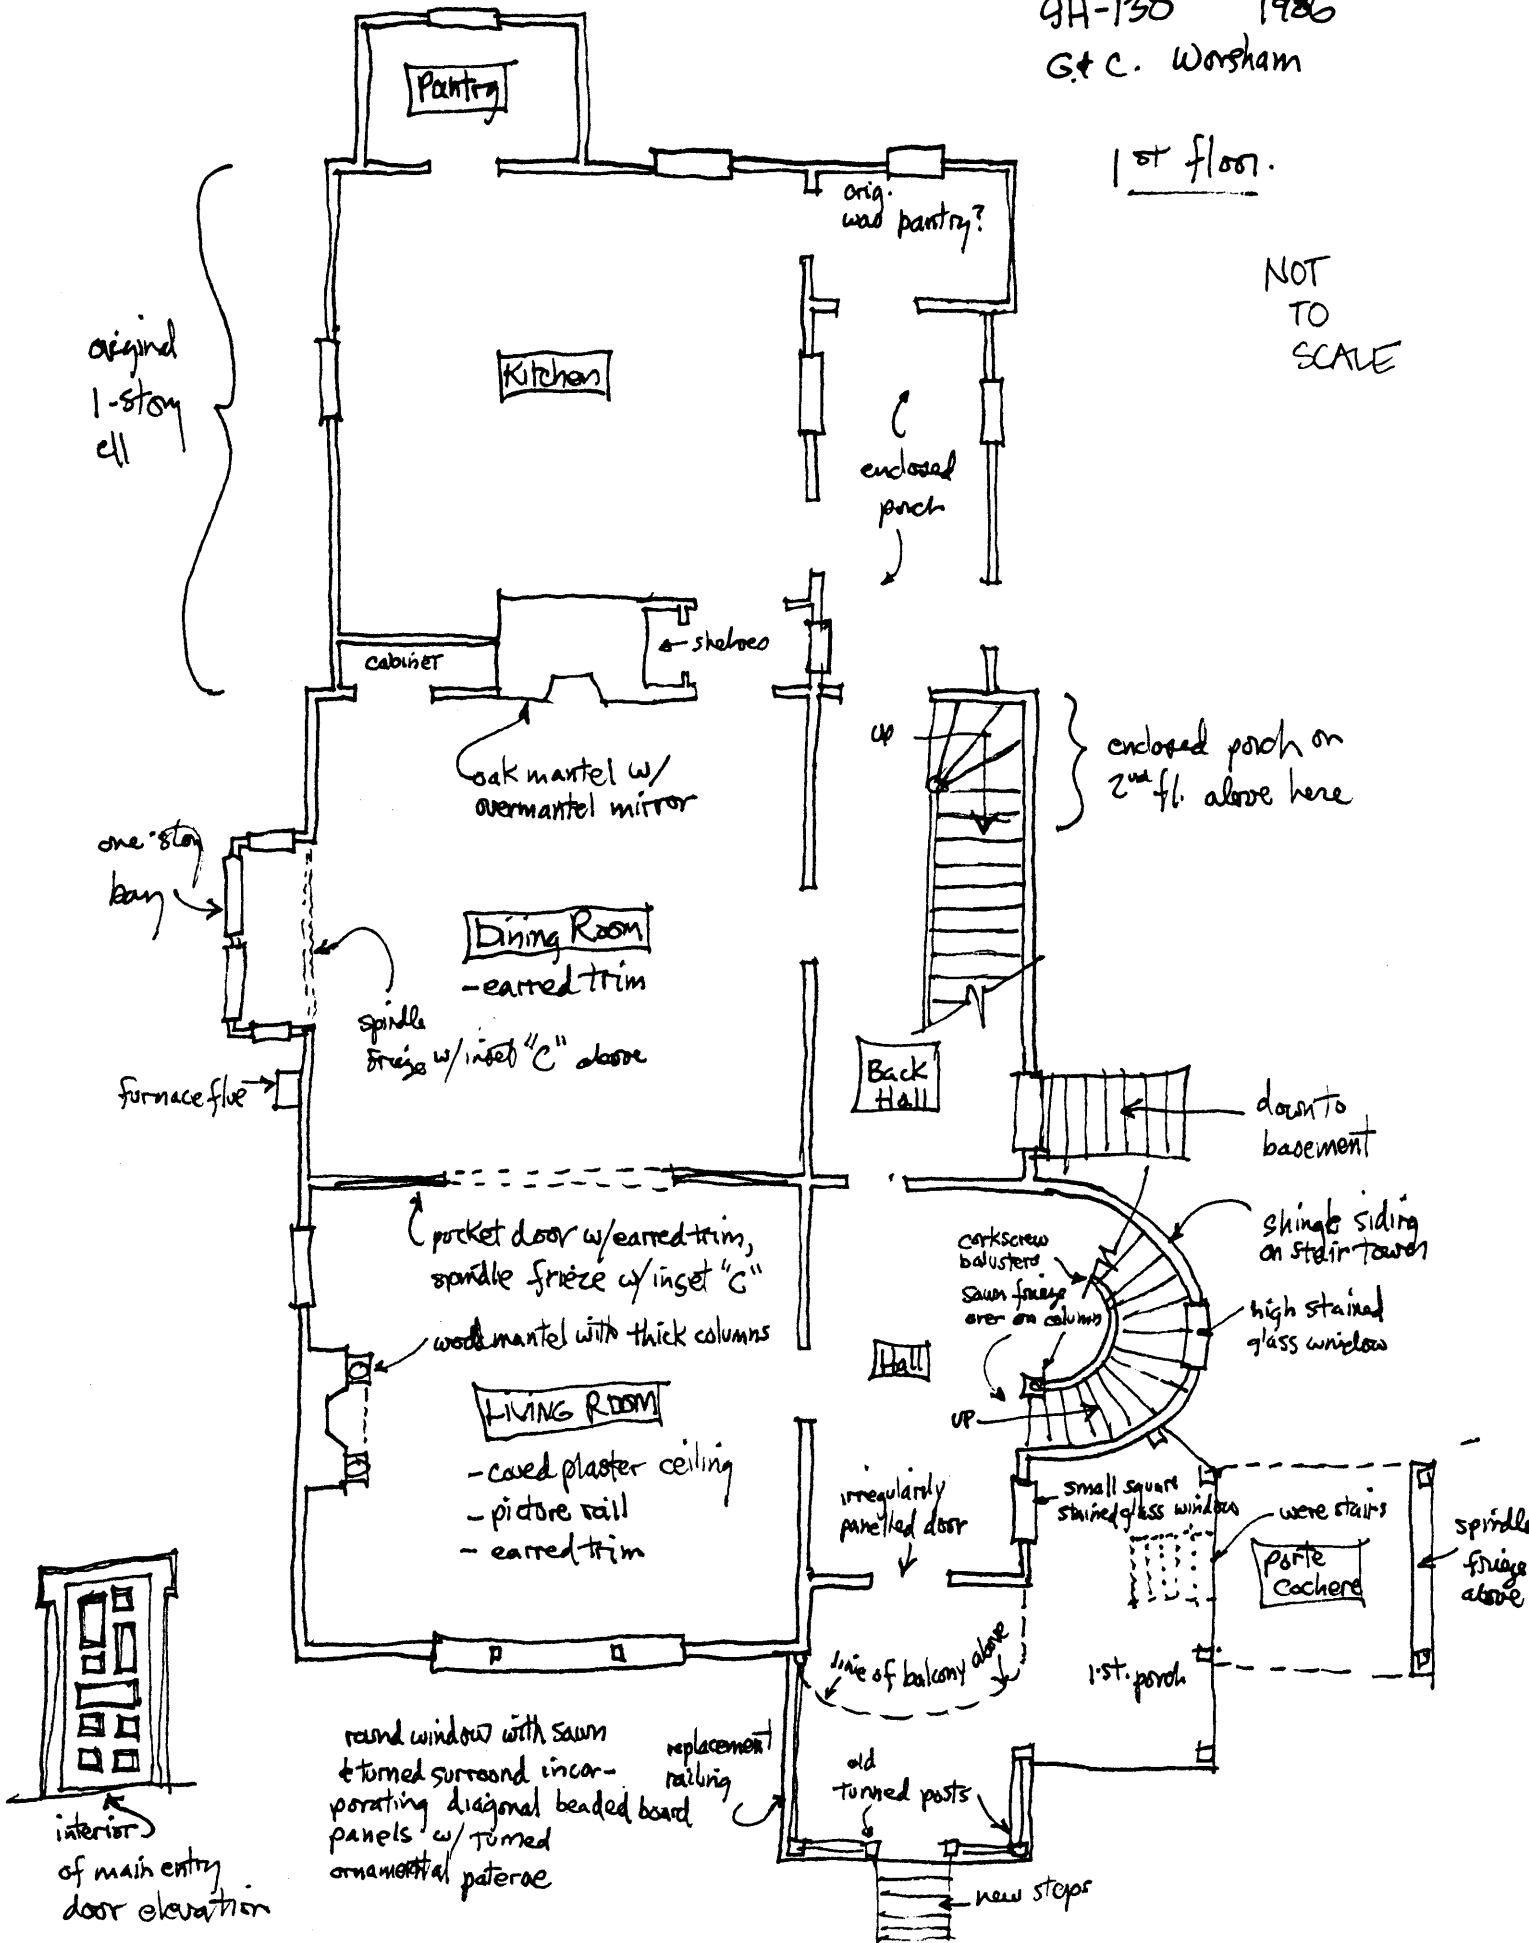 9H-130 1986
G. & C. Worsham
1st floor.
NOT
TO
SCALE
Pantry
orig.
was pantry?
original
1-story
ell
Kitchen
enclosed
porch
cabinet
shelves
up
enclosed porch on
2nd fl. above here
oak mantel w/
overmantel mirror
one-story
bay
Dining Room
- earred trim
spindle
frieze w/inset "C" above
furnace flue
Back
Hall
down to
basement
pocket door w/earred trim,
spindle frieze w/inset "C"
corkscrew
balusters
sawn frieze
over on column
shingle siding
on stair tower
high stained
glass window
wood mantel with thick columns
Hall
UP
LIVING ROOM
- coved plaster ceiling
- picture rail
- earred trim
irregularly
panelled door
small square
stained glass window
were stairs
Porte
Cochere
spindle
frieze
above
line of balcony above
1-st. porch
round window with sawn
& turned surround incor-
porating diagonal beaded board
panels w/ turned
ornamental paterae
replacement
railing
old
turned posts
new steps
interior
of main entry
door elevation